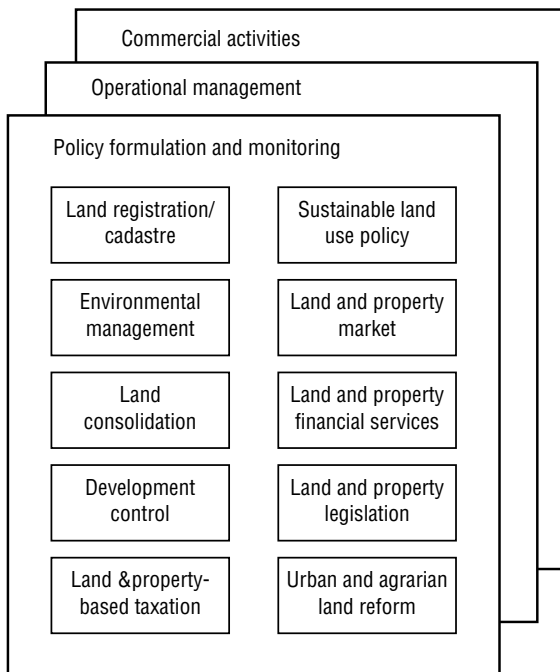 Commercial activities
Operational management
Policy formulation and monitoring
Land registration/
cadastre
Sustainable land
use policy
Environmental
management
Land and property
market
Land
consolidation
Land and property
financial services
Development
control
Land and property
legislation
Land &property-
based taxation
Urban and agrarian
land reform